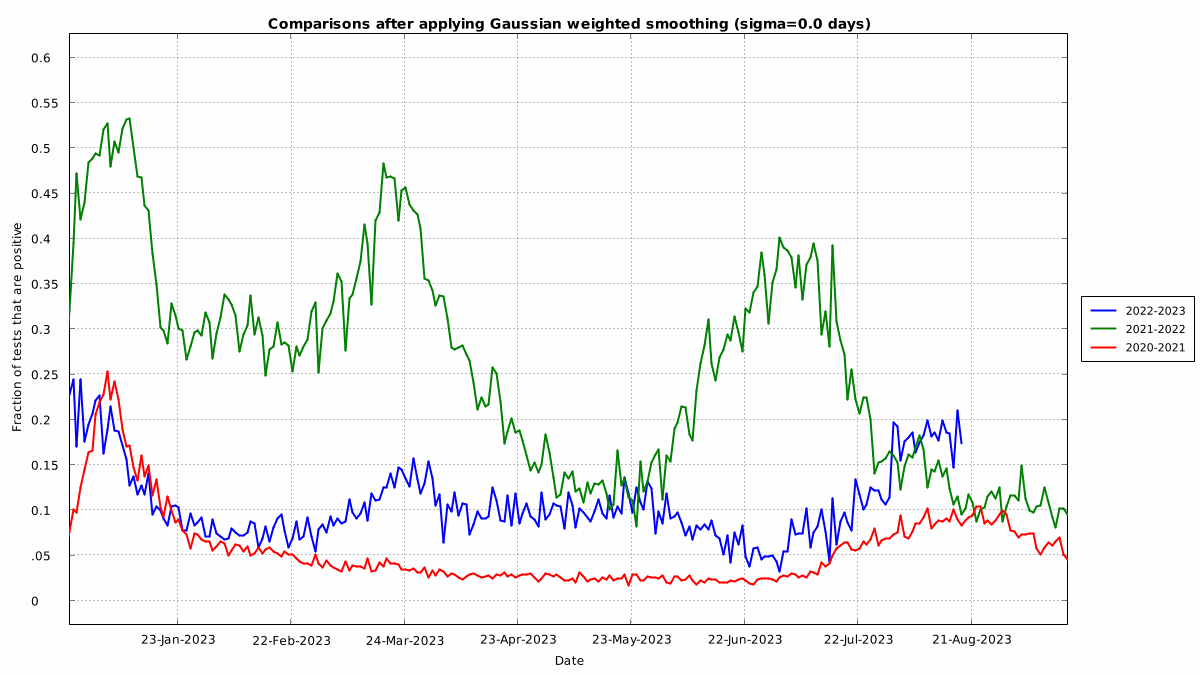 Comparisons after applying Gaussian weighted smoothing (sigma=0.0 days)
0.6
0.55
0.5
0.45
0.4
0.35
0.3
0.25
0.2
0.15
0.1
.05
0
Fraction of tests that are positive
23-Jan-2023
22-Feb-2023
24-Mar-2023
23-Apr-2023
23-May-2023
22-Jun-2023
22-Jul-2023
21-Aug-2023
Date
2022-2023
2021-2022
2020-2021